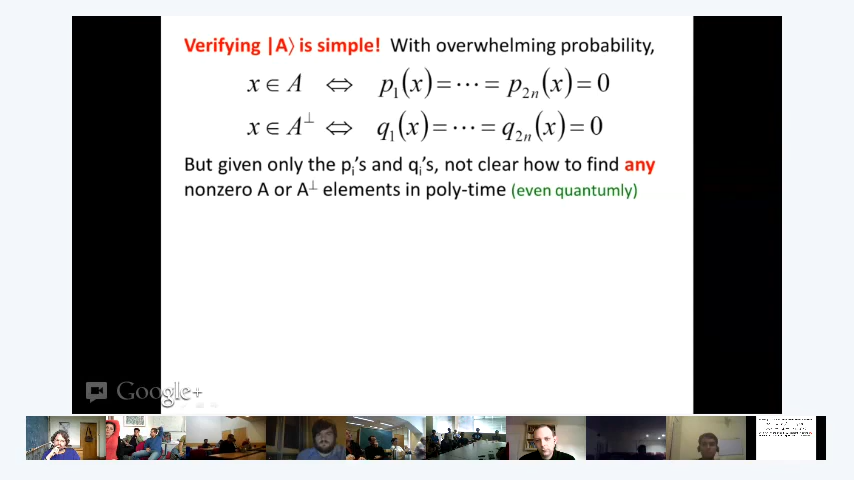 Verifying |A⟩ is simple! With overwhelming probability,
x ∈ A ⇔ p₁(x) = ⋯ = p₂ₙ(x) = 0
x ∈ A⊥ ⇔ q₁(x) = ⋯ = q₂ₙ(x) = 0
But given only the pᵢ's and qᵢ's, not clear how to find any
nonzero A or A⊥ elements in poly-time (even quantumly)
Google+